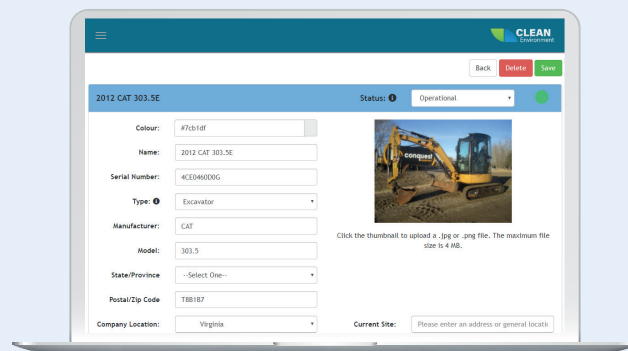 CLEAN
Environment
Back Delete Save
2012 CAT 303.5E Status: Operational
Colour: #7cb1df
Name: 2012 CAT 303.5E
Serial Number: 4CE0460D0G
Type: Excavator
Manufacturer: CAT
Model: 303.5
State/Province --Select One--
Postal/Zip Code T8B1B7
Company Location: Virginia
conquest
Click the thumbnail to upload a .jpg or .png file. The maximum file
size is 4 MB.
Current Site: Please enter an address or general locatio